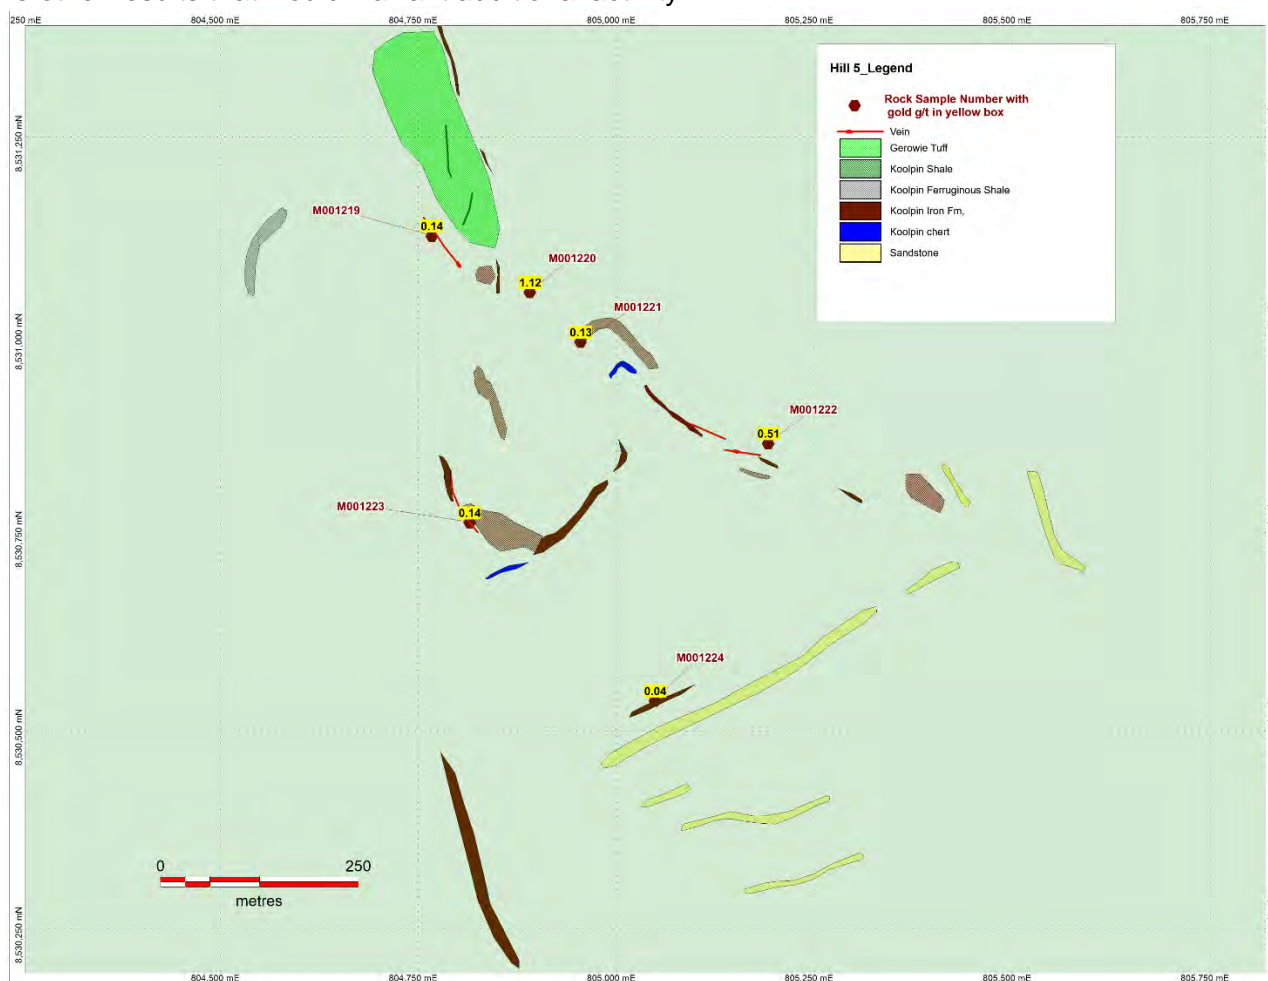 250 mE
804,500 mE
804,750 mE
805,000 mE
805,250 mE
805,500 mE
805,750 mE
Hill 5_Legend
Rock Sample Number with
gold g/t in yellow box
Vein
Gerowie Tuff
Koolpin Shale
Koolpin Ferruginous Shale
Koolpin Iron Fm,
Koolpin chert
Sandstone
8,531,250 mN
M001219
0.14
M001220
1.12
M001221
0.13
8,531,000 mN
M001222
0.51
M001223
0.14
8,530,750 mN
M001224
0.04
8,530,500 mN
0 250
metres
8,530,250 mN
804,500 mE
804,750 mE
805,000 mE
805,250 mE
805,500 mE
805,750 mE